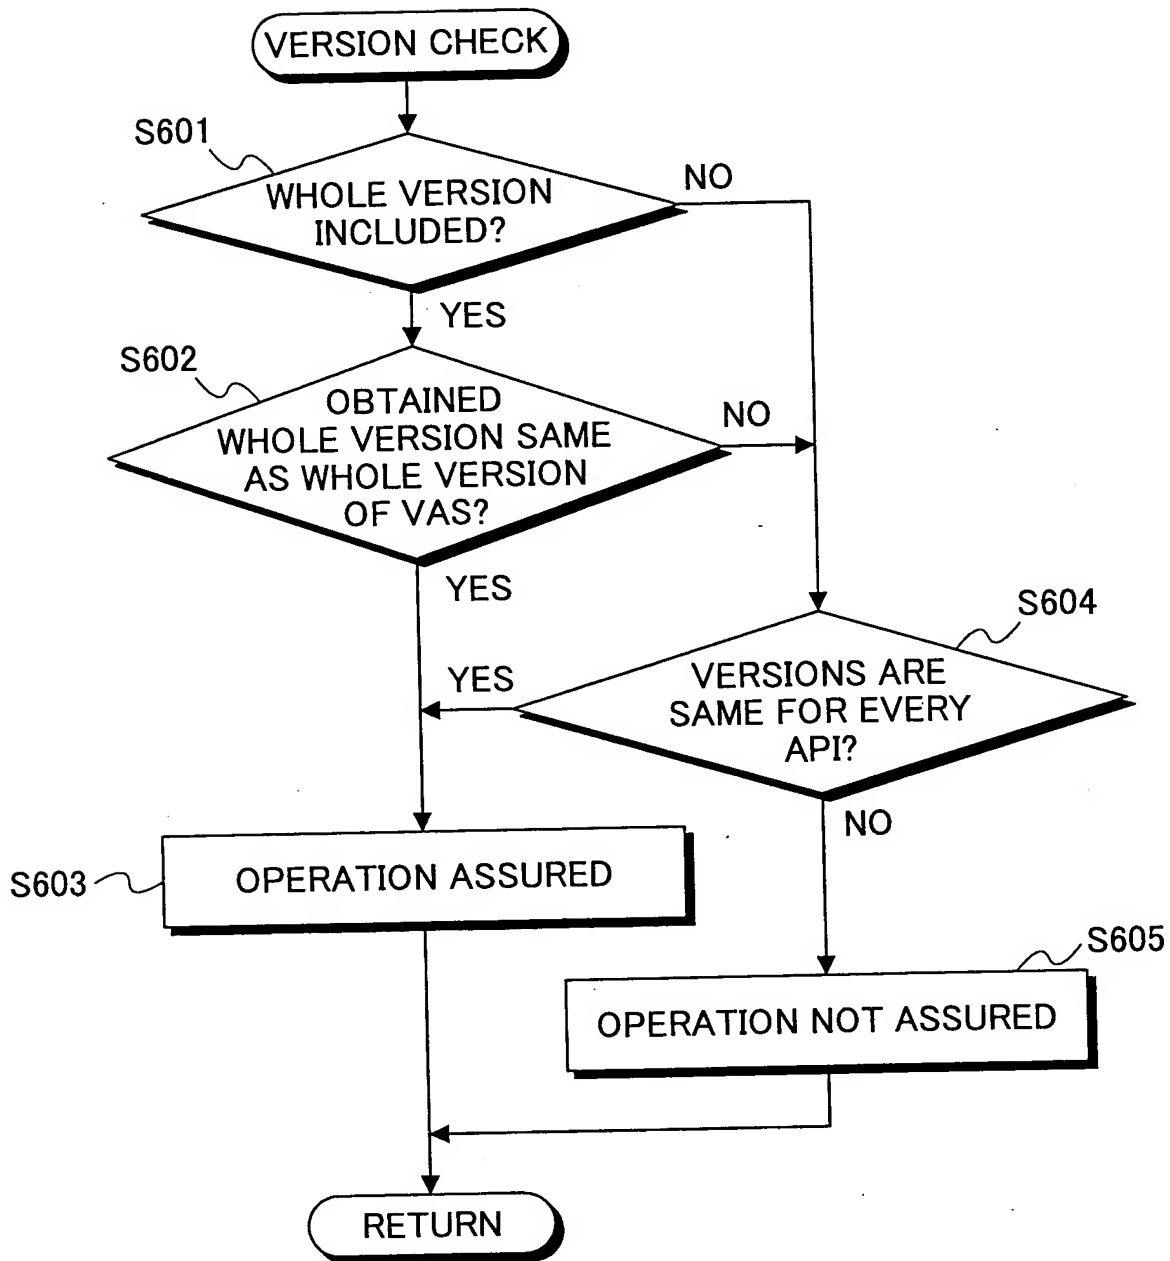 VERSION CHECK
S601
WHOLE VERSION
INCLUDED?
NO
YES
S602
OBTAINED
WHOLE VERSION SAME
AS WHOLE VERSION
OF VAS?
NO
YES
S604
VERSIONS ARE
SAME FOR EVERY
API?
YES
NO
S603
OPERATION ASSURED
S605
OPERATION NOT ASSURED
RETURN